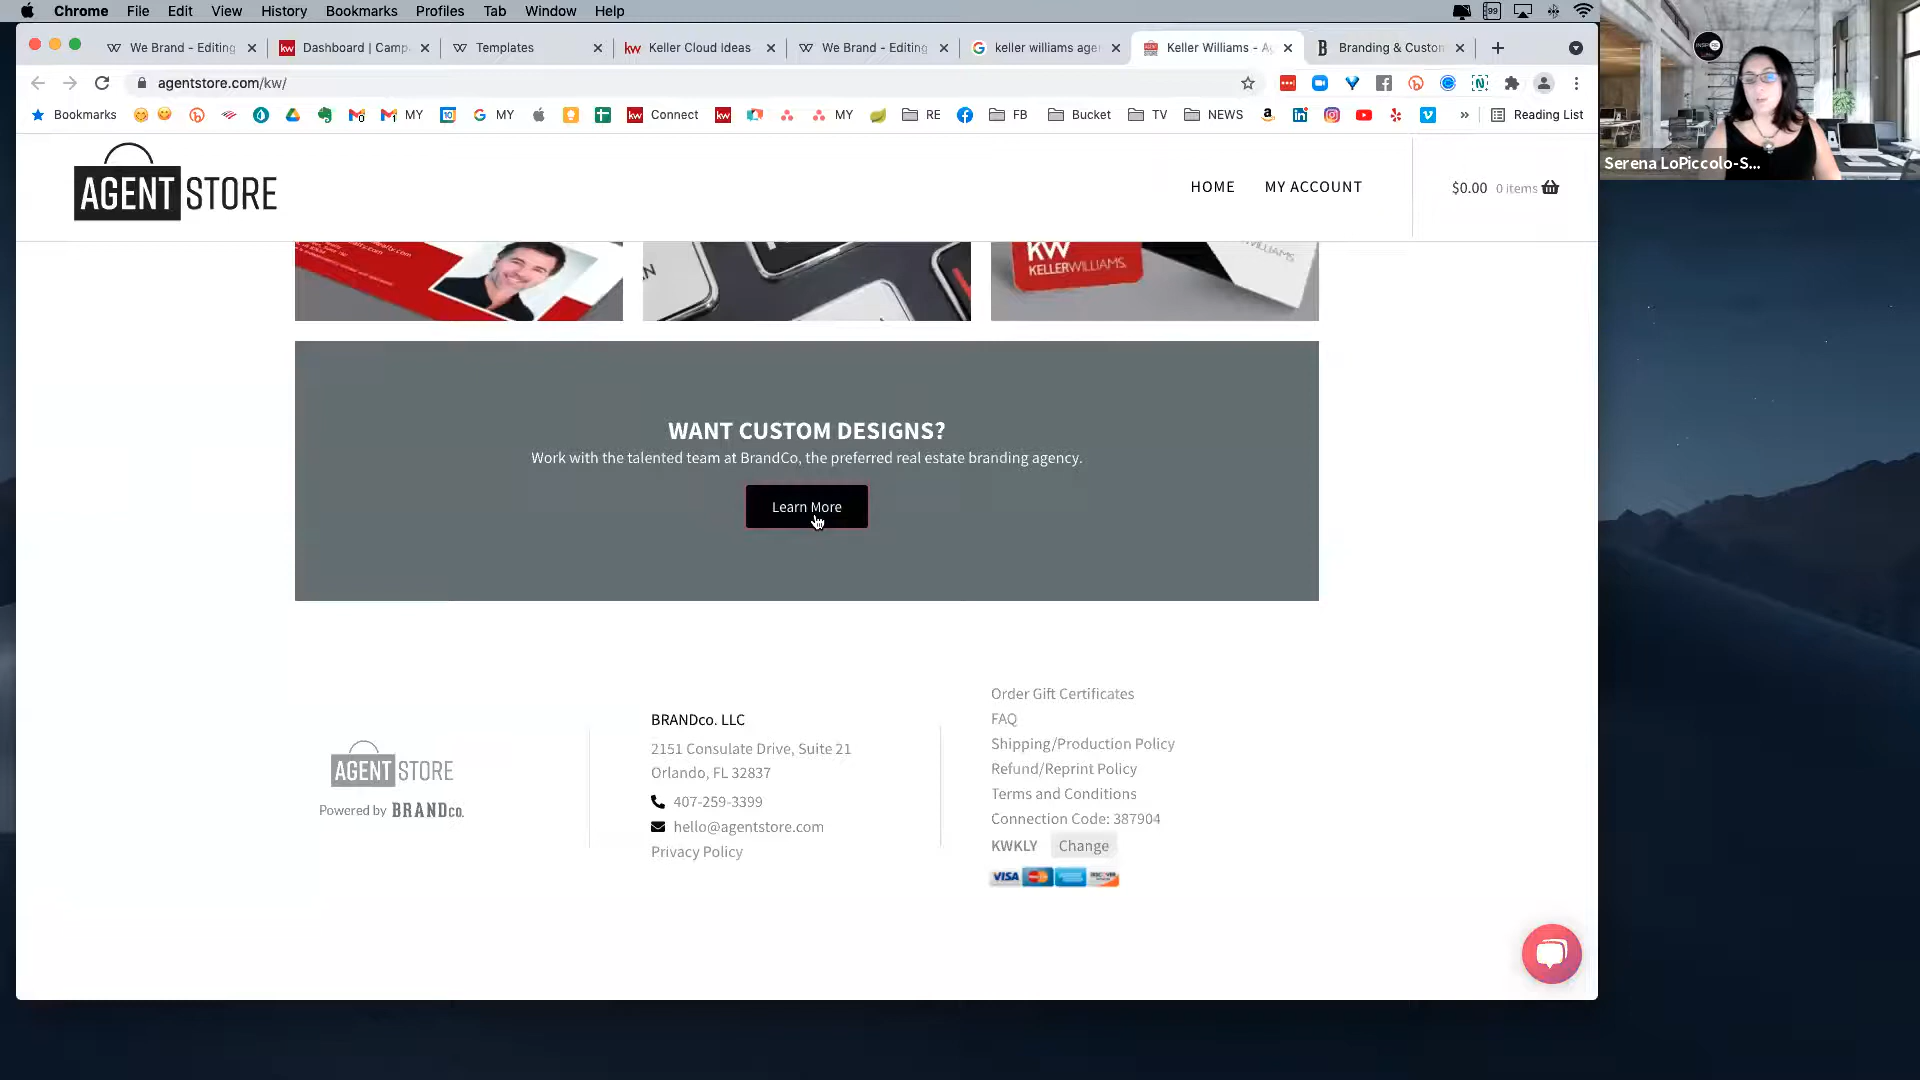 Chrome File Edit View History Bookmarks Profiles Tab Window Help
We Brand - Editing
Dashboard | Camp
Templates
Keller Cloud Ideas
We Brand - Editing
keller williams age
Keller Williams - A
Branding & Custo
agentstore.com/kw/
Bookmarks
MY
MY
Connect
MY
RE
FB
Bucket
TV
NEWS
Reading List
AGENT STORE
HOME
MY ACCOUNT
$0.00 0 items
KW
KELLERWILLIAMS.
WANT CUSTOM DESIGNS?
Work with the talented team at BrandCo, the preferred real estate branding agency.
Learn More
AGENT STORE
Powered by BRANDco.
BRANDco. LLC
2151 Consulate Drive, Suite 21
Orlando, FL 32837
407-259-3399
hello@agentstore.com
Privacy Policy
Order Gift Certificates
FAQ
Shipping/Production Policy
Refund/Reprint Policy
Terms and Conditions
Connection Code: 387904
KWKLY Change
VISA
Serena LoPiccolo-S...